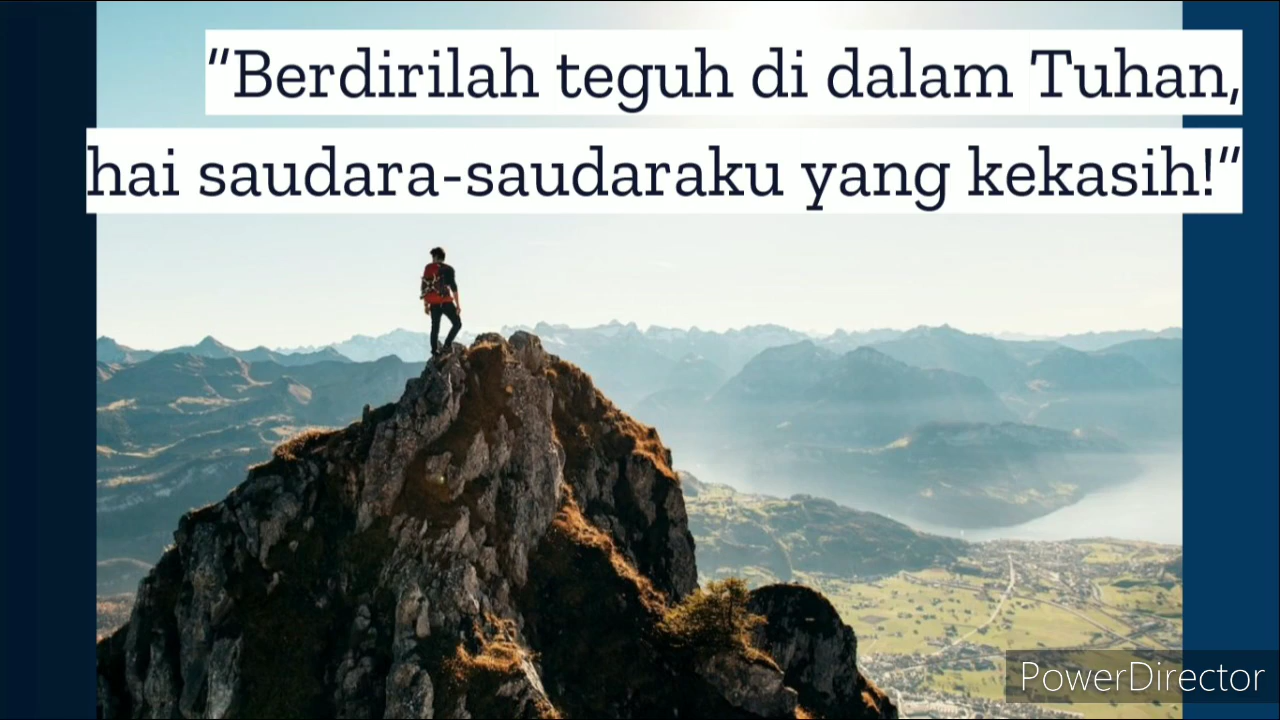 “Berdirilah teguh di dalam Tuhan,
hai saudara-saudaraku yang kekasih!”
PowerDirector